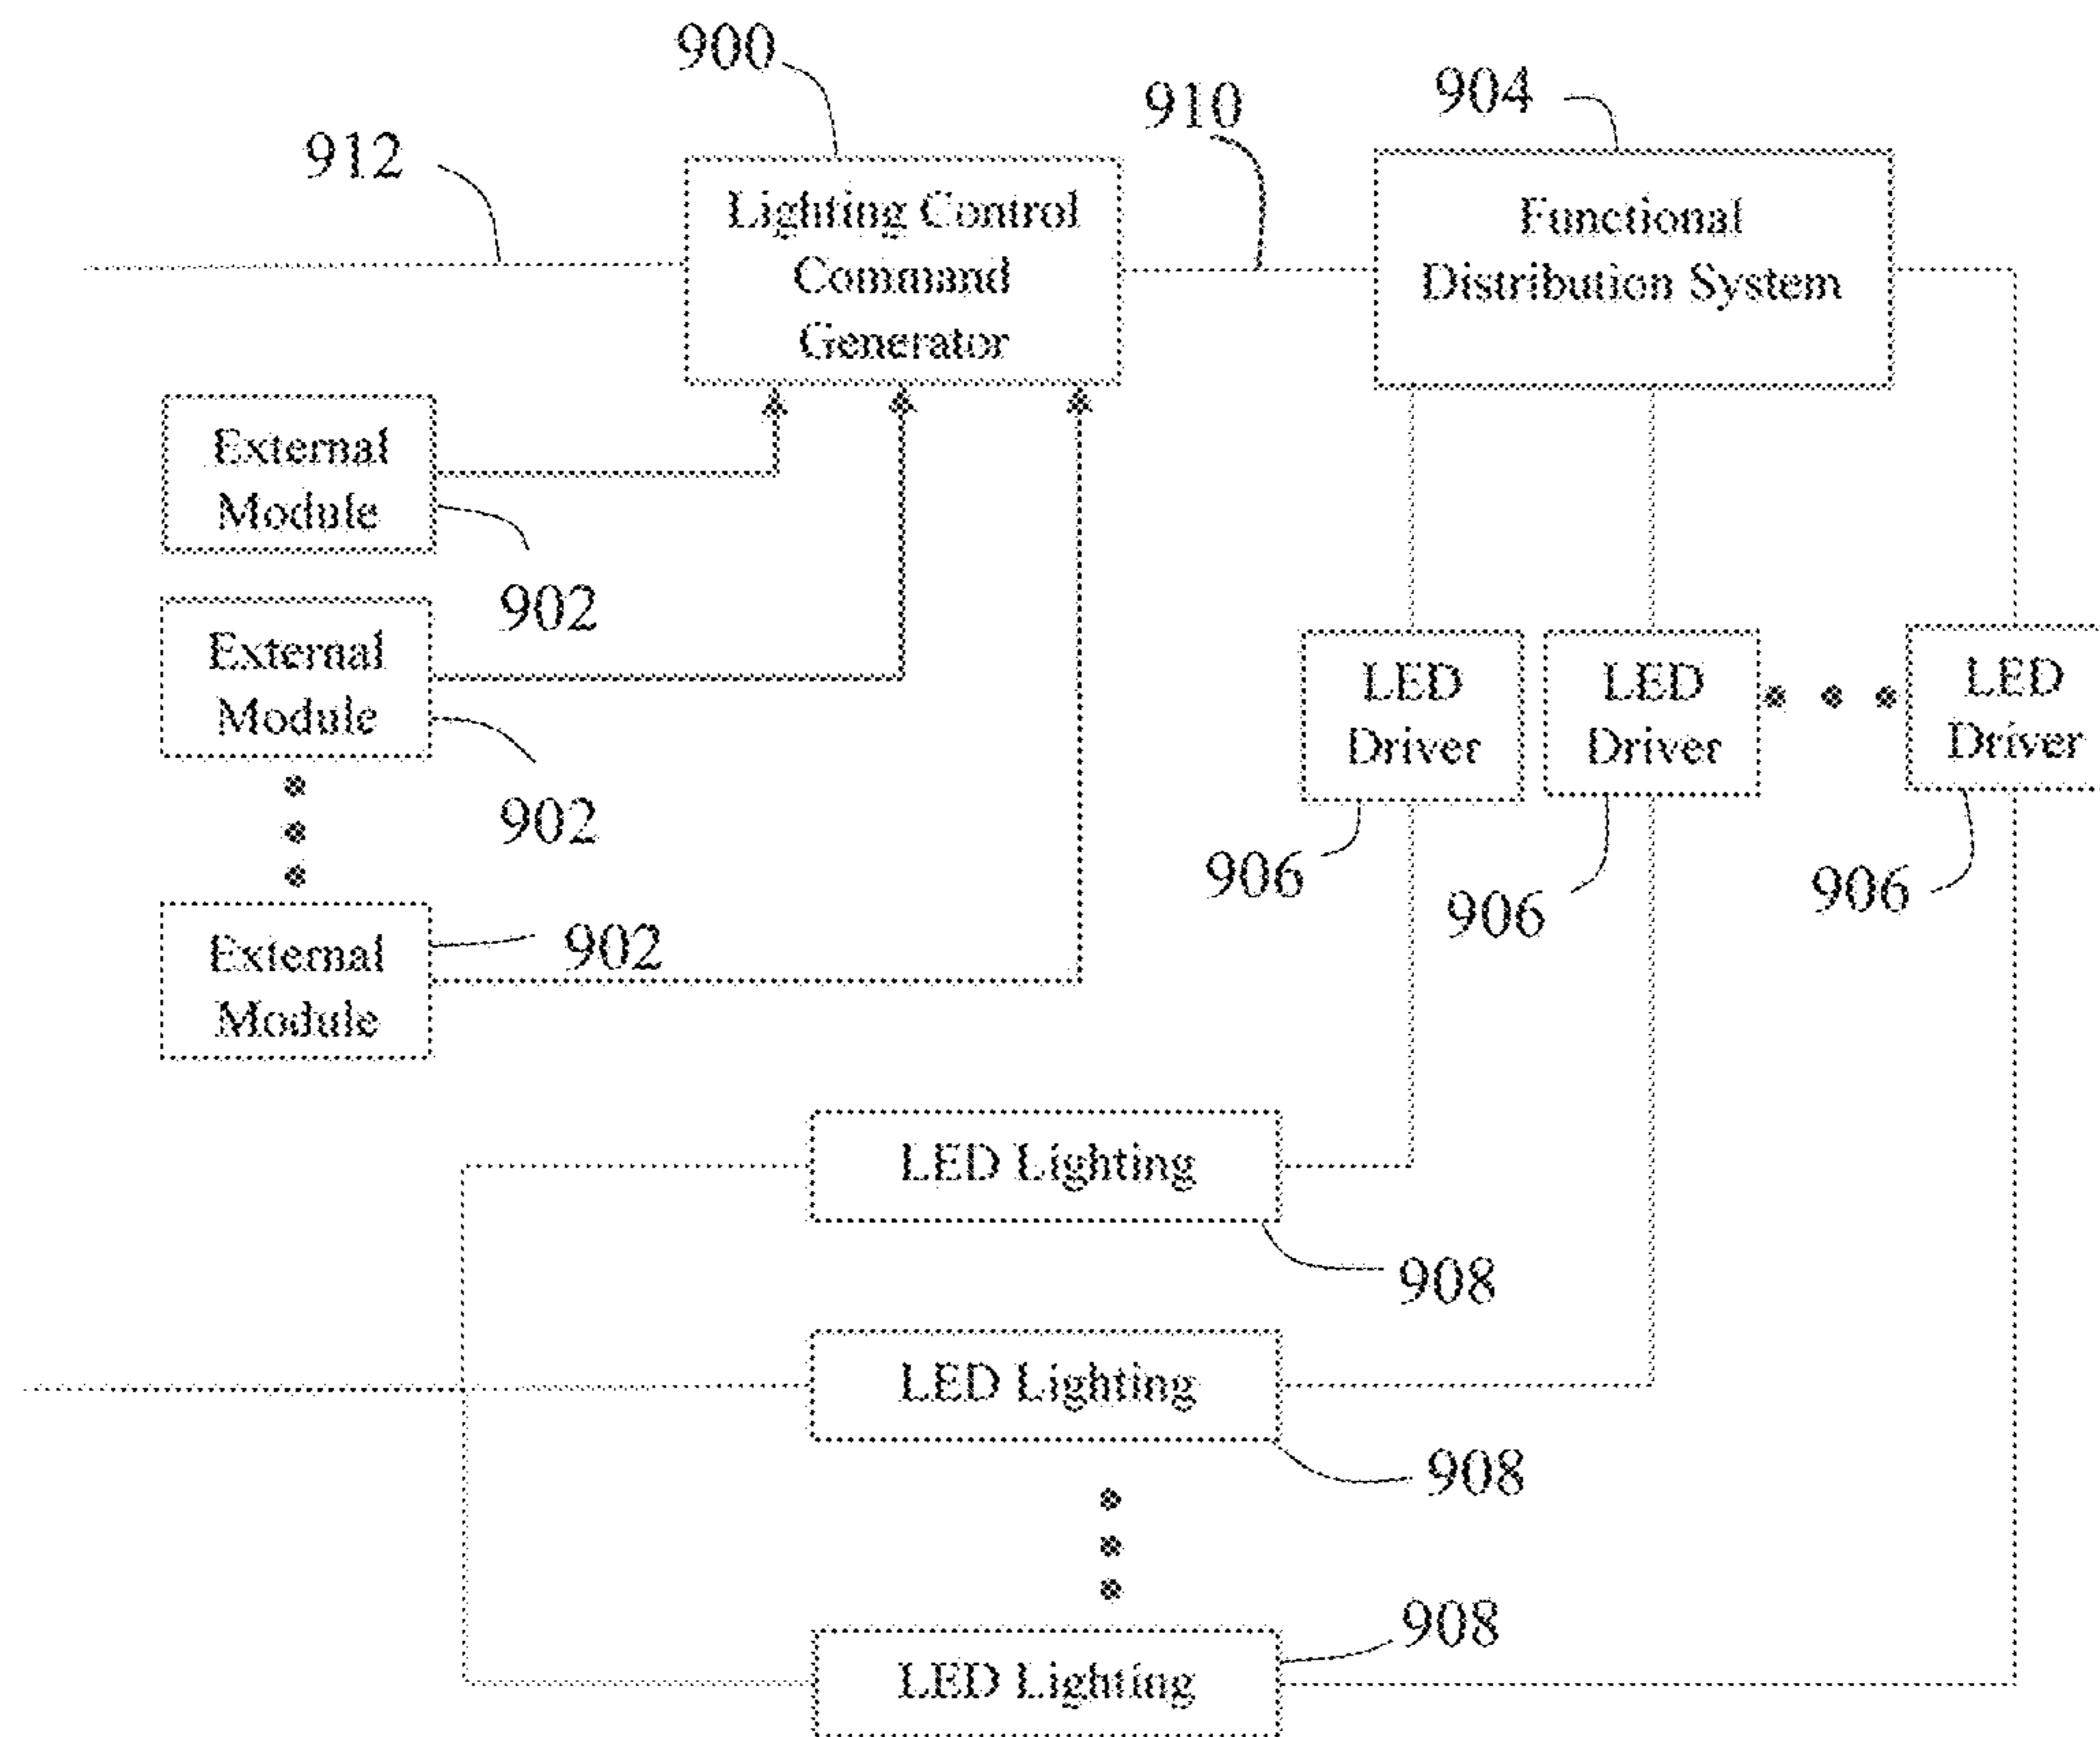 900
910
904
912
Lighting Control
Command
Generator
Functional
Distribution System
External
Module
902
External
Module
902
External
Module
902
LED
Driver
906
LED
Driver
906
LED
Driver
906
LED Lighting
908
LED Lighting
908
LED Lighting
908